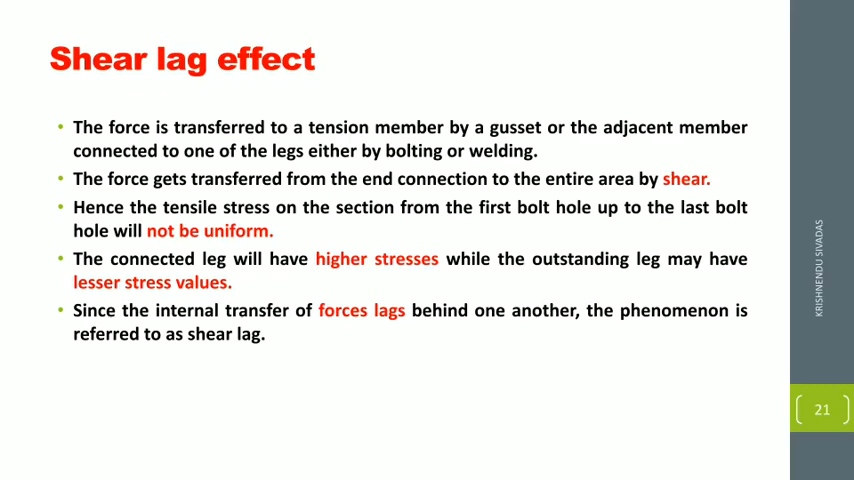 Shear lag effect
• The force is transferred to a tension member by a gusset or the adjacent member
connected to one of the legs either by bolting or welding.
• The force gets transferred from the end connection to the entire area by shear.
• Hence the tensile stress on the section from the first bolt hole up to the last bolt
hole will not be uniform.
• The connected leg will have higher stresses while the outstanding leg may have
lesser stress values.
• Since the internal transfer of forces lags behind one another, the phenomenon is
referred to as shear lag.
KRISHNENDU SIVADAS
21